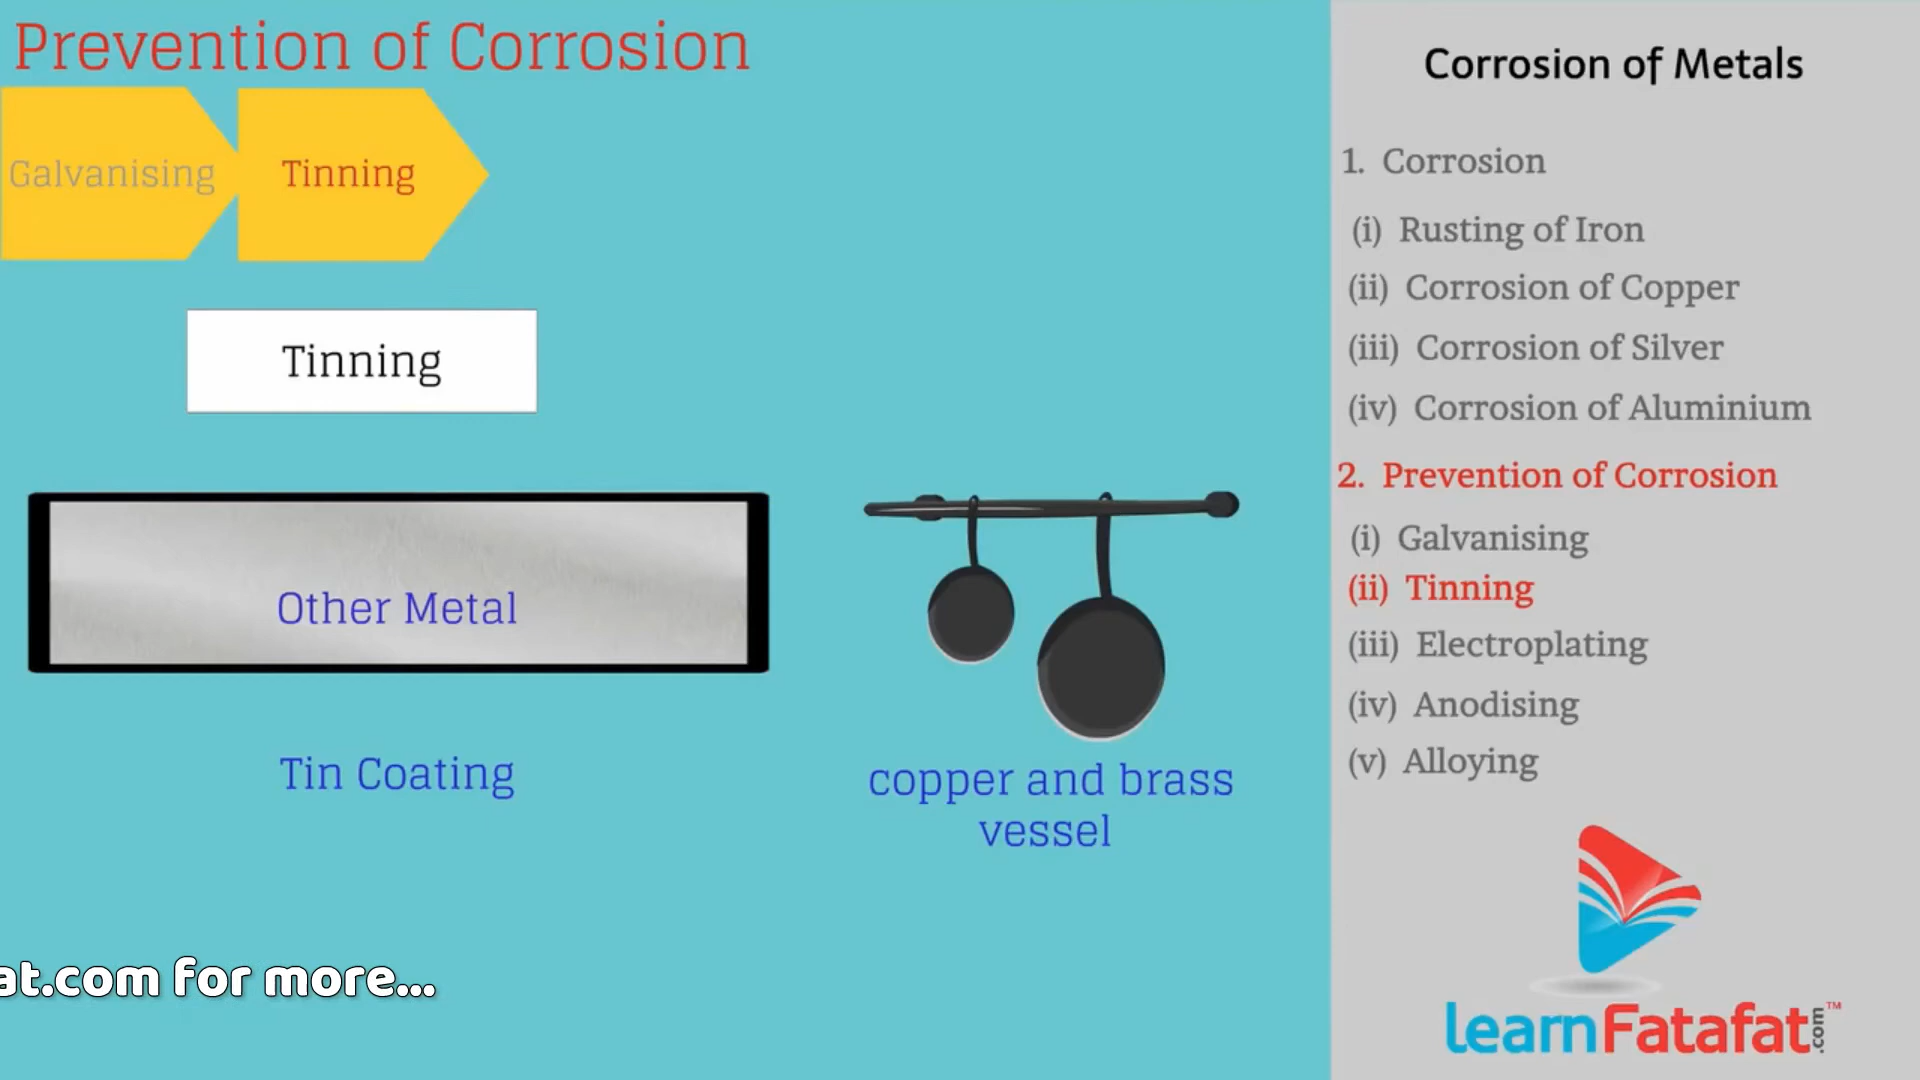 Prevention of Corrosion
Galvanising
Tinning
Tinning
Other Metal
Tin Coating
copper and brass
vessel
at.com for more...
Corrosion of Metals
1. Corrosion
(i) Rusting of Iron
(ii) Corrosion of Copper
(iii) Corrosion of Silver
(iv) Corrosion of Aluminium
2. Prevention of Corrosion
(i) Galvanising
(ii) Tinning
(iii) Electroplating
(iv) Anodising
(v) Alloying
learnFatafat.com™